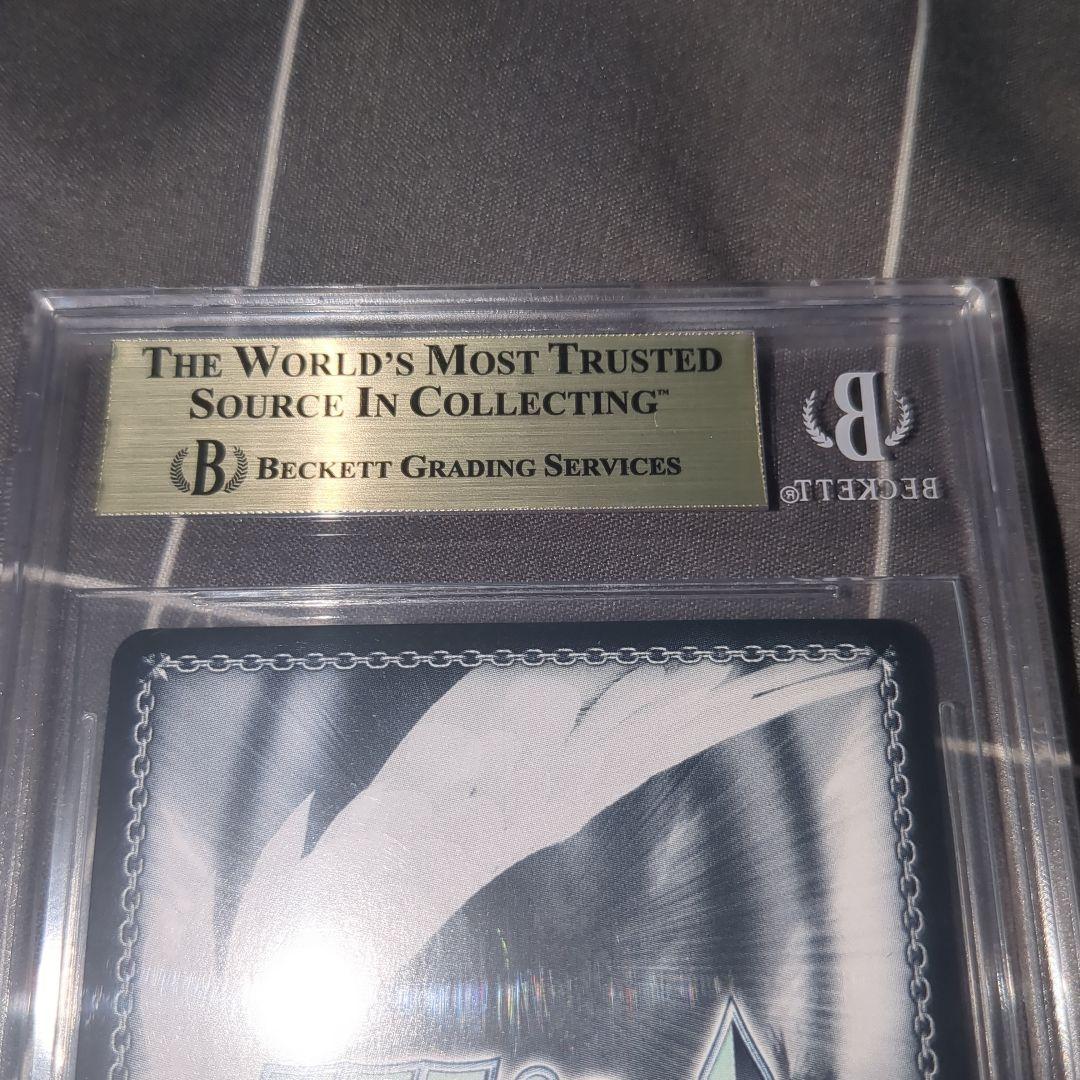 THE WORLD'S MOST TRUSTED
SOURCE IN COLLECTING™
B BECKETT GRADING SERVICES
B
BECKETT®